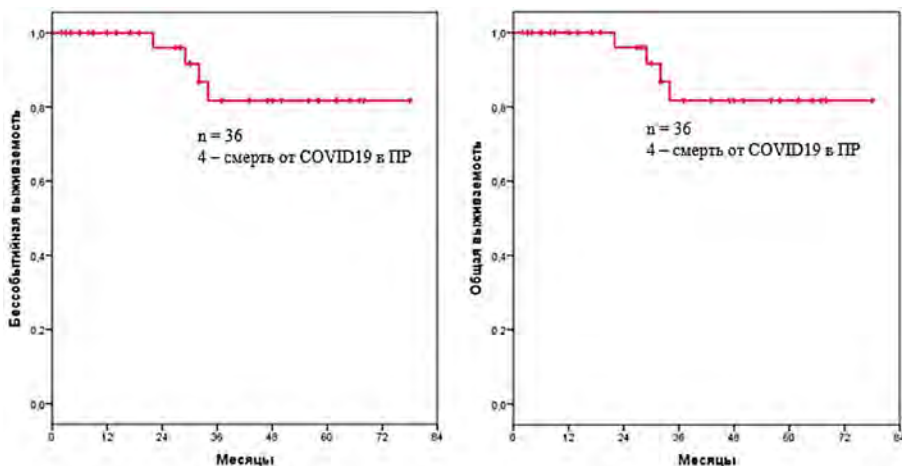 Бессобытийная выживаемость
1,0
0,8
0,6
0,4
0,2
0,0
n = 36
4 – смерть от COVID19 в ПР
0 12 24 36 48 60 72 84
Месяцы
Общая выживаемость
1,0
0,8
0,6
0,4
0,2
0,0
n = 36
4 – смерть от COVID19 в ПР
0 12 24 36 48 60 72 84
Месяцы